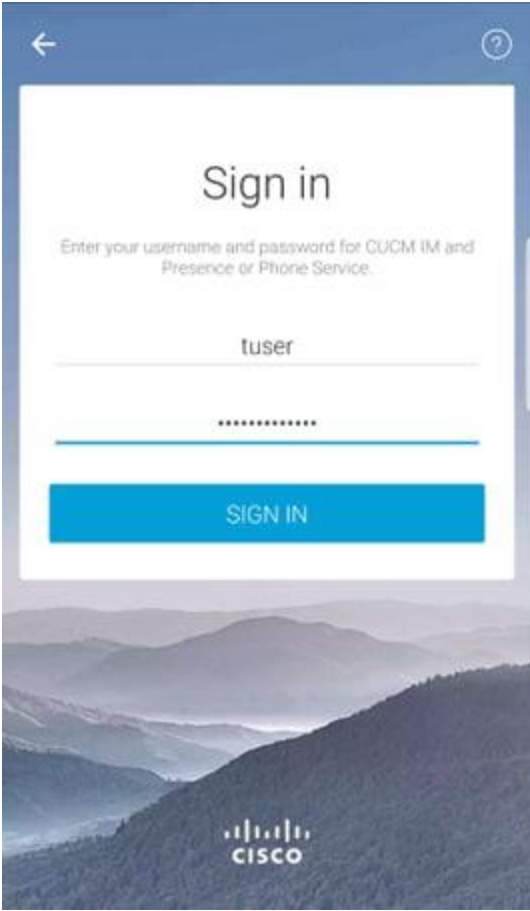 ?
Sign in
Enter your username and password for CUCM IM and
Presence or Phone Service.
tuser
•••••••••••••
SIGN IN
CISCO